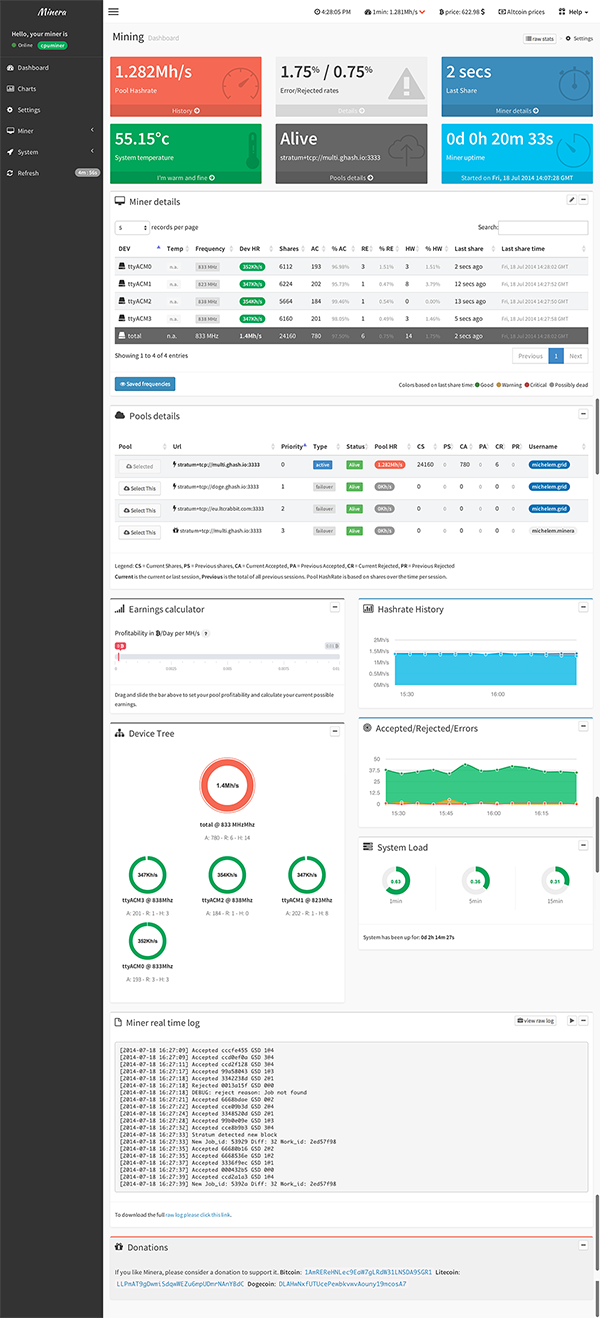 Minera
4:28:05 PM 1min: 1.281Mh/s price: 622.98 $ Altcoin prices Help
Hello, your miner is
Online cpuminer
Dashboard
Charts
Settings
Miner
System
Refresh 4m : 56s
Mining Dashboard
raw stats Settings
1.282Mh/s 1.75% / 0.75% 2 secs
Pool Hashrate Error/Rejected rates Last Share
History Details Miner details
55.15°c Alive 0d 0h 20m 33s
System temperature stratum+tcp://multi.ghash.io:3333 Miner uptime
I'm warm and fine Pools details Started on Fri, 18 Jul 2014 14:07:28 GMT
Miner details
5 records per page Search:
DEV Temp Frequency Dev HR Shares AC % AC RE % RE HW % HW Last share Last share time
ttyACM0 n.a. 833 MHz 352Kh/s 6112 193 96.98% 3 1.51% 3 1.51% 2 secs ago Fri, 18 Jul 2014 14:28:02 GMT
ttyACM1 n.a. 823 MHz 347Kh/s 6224 202 95.73% 1 0.47% 8 3.79% 12 secs ago Fri, 18 Jul 2014 14:27:52 GMT
ttyACM2 n.a. 838 MHz 354Kh/s 5664 184 99.46% 1 0.54% 0 0.00% 13 secs ago Fri, 18 Jul 2014 14:27:50 GMT
ttyACM3 n.a. 838 MHz 347Kh/s 6160 201 98.05% 1 0.49% 3 1.46% 5 secs ago Fri, 18 Jul 2014 14:27:58 GMT
total n.a. 833 MHz 1.4Mh/s 24160 780 97.50% 6 0.75% 14 1.75% 2 secs ago Fri, 18 Jul 2014 14:28:02 GMT
Showing 1 to 4 of 4 entries Previous 1 Next
Saved frequencies Colors based on last share time: Good Warning Critical Possibly dead
Pools details
Pool Url Priority Type Status Pool HR CS PS CA PA CR PR Username
Selected stratum+tcp://multi.ghash.io:3333 0 active Alive 1.282Mh/s 24160 0 780 0 6 0 michelem.grid
Select This stratum+tcp://doge.ghash.io:3333 1 failover Alive 0Kh/s 0 0 0 0 0 0 michelem.grid
Select This stratum+tcp://eu.ltcrabbit.com:3333 2 failover Alive 0Kh/s 0 0 0 0 0 0 michelem.grid
Select This stratum+tcp://multi.ghash.io:3333 3 failover Alive 0Kh/s 0 0 0 0 0 0 michelem.minera
Legend: CS = Current Shares, PS = Previous shares, CA = Current Accepted, PA = Previous Accepted, CR = Current Rejected, PR = Previous Rejected
Current is the current or last session, Previous is the total of all previous sessions. Pool HashRate is based on shares over the time per session.
Earnings calculator
Profitability in ฿/Day per MH/s ?
0 ฿ 0.01 ฿
0 0.0025 0.005 0.0075 0.01
Drag and slide the bar above to set your pool profitability and calculate your current possible
earnings.
Hashrate History
2Mh/s
1.5Mh/s
1Mh/s
500Kh/s
0Mh/s
15:30 16:00
Device Tree
1.4Mh/s
total @ 833 MHzMhz
A: 780 - R: 6 - H: 14
347Kh/s 354Kh/s 347Kh/s
ttyACM3 @ 838Mhz ttyACM2 @ 838Mhz ttyACM1 @ 823Mhz
A: 201 - R: 1 - H: 3 A: 184 - R: 1 - H: 0 A: 202 - R: 1 - H: 8
352Kh/s
ttyACM0 @ 833Mhz
A: 193 - R: 3 - H: 3
Accepted/Rejected/Errors
50
37.5
25
12.5
0
15:30 15:45 16:00 16:15
System Load
0.63 0.36 0.31
1min 5min 15min
System has been up for: 0d 2h 14m 27s
Miner real time log
view raw log
[2014-07-18 16:27:09] Accepted cccfe455 GSD 1@4
[2014-07-18 16:27:09] Accepted ccd0ef0a GSD 3@4
[2014-07-18 16:27:11] Accepted ccd2f128 GSD 3@4
[2014-07-18 16:27:17] Accepted 99a58043 GSD 1@3
[2014-07-18 16:27:18] Accepted 3342238d GSD 2@1
[2014-07-18 16:27:18] Rejected 0013a15f GSD 0@0
[2014-07-18 16:27:18] DEBUG: reject reason: Job not found
[2014-07-18 16:27:21] Accepted 6668bdae GSD 0@2
[2014-07-18 16:27:22] Accepted cce09b3d GSD 2@4
[2014-07-18 16:27:24] Accepted 3348520d GSD 2@1
[2014-07-18 16:27:28] Accepted 99b0e09e GSD 1@3
[2014-07-18 16:27:32] Accepted cce8b9b3 GSD 3@4
[2014-07-18 16:27:33] Stratum detected new block
[2014-07-18 16:27:33] New Job_id: 53929 Diff: 32 Work_id: 2ed57f98
[2014-07-18 16:27:35] Accepted 66680b16 GSD 2@2
[2014-07-18 16:27:35] Accepted 6668536e GSD 1@2
[2014-07-18 16:27:37] Accepted 3336f9ec GSD 1@1
[2014-07-18 16:27:37] Accepted 000432b5 GSD 0@0
[2014-07-18 16:27:39] Accepted ccd2a1a3 GSD 1@4
[2014-07-18 16:27:39] New Job_id: 5392a Diff: 32 Work_id: 2ed57f98
To download the full raw log please click this link.
Donations
If you like Minera, please consider a donation to support it. Bitcoin: Litecoin:
Dogecoin: